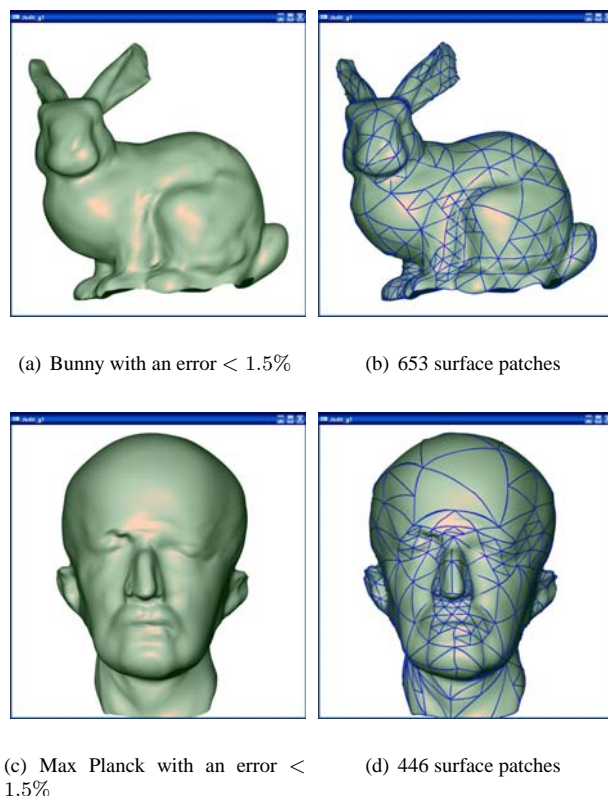 (a) Bunny with an error < 1.5%
(b) 653 surface patches
(c) Max Planck with an error <
1.5%
(d) 446 surface patches